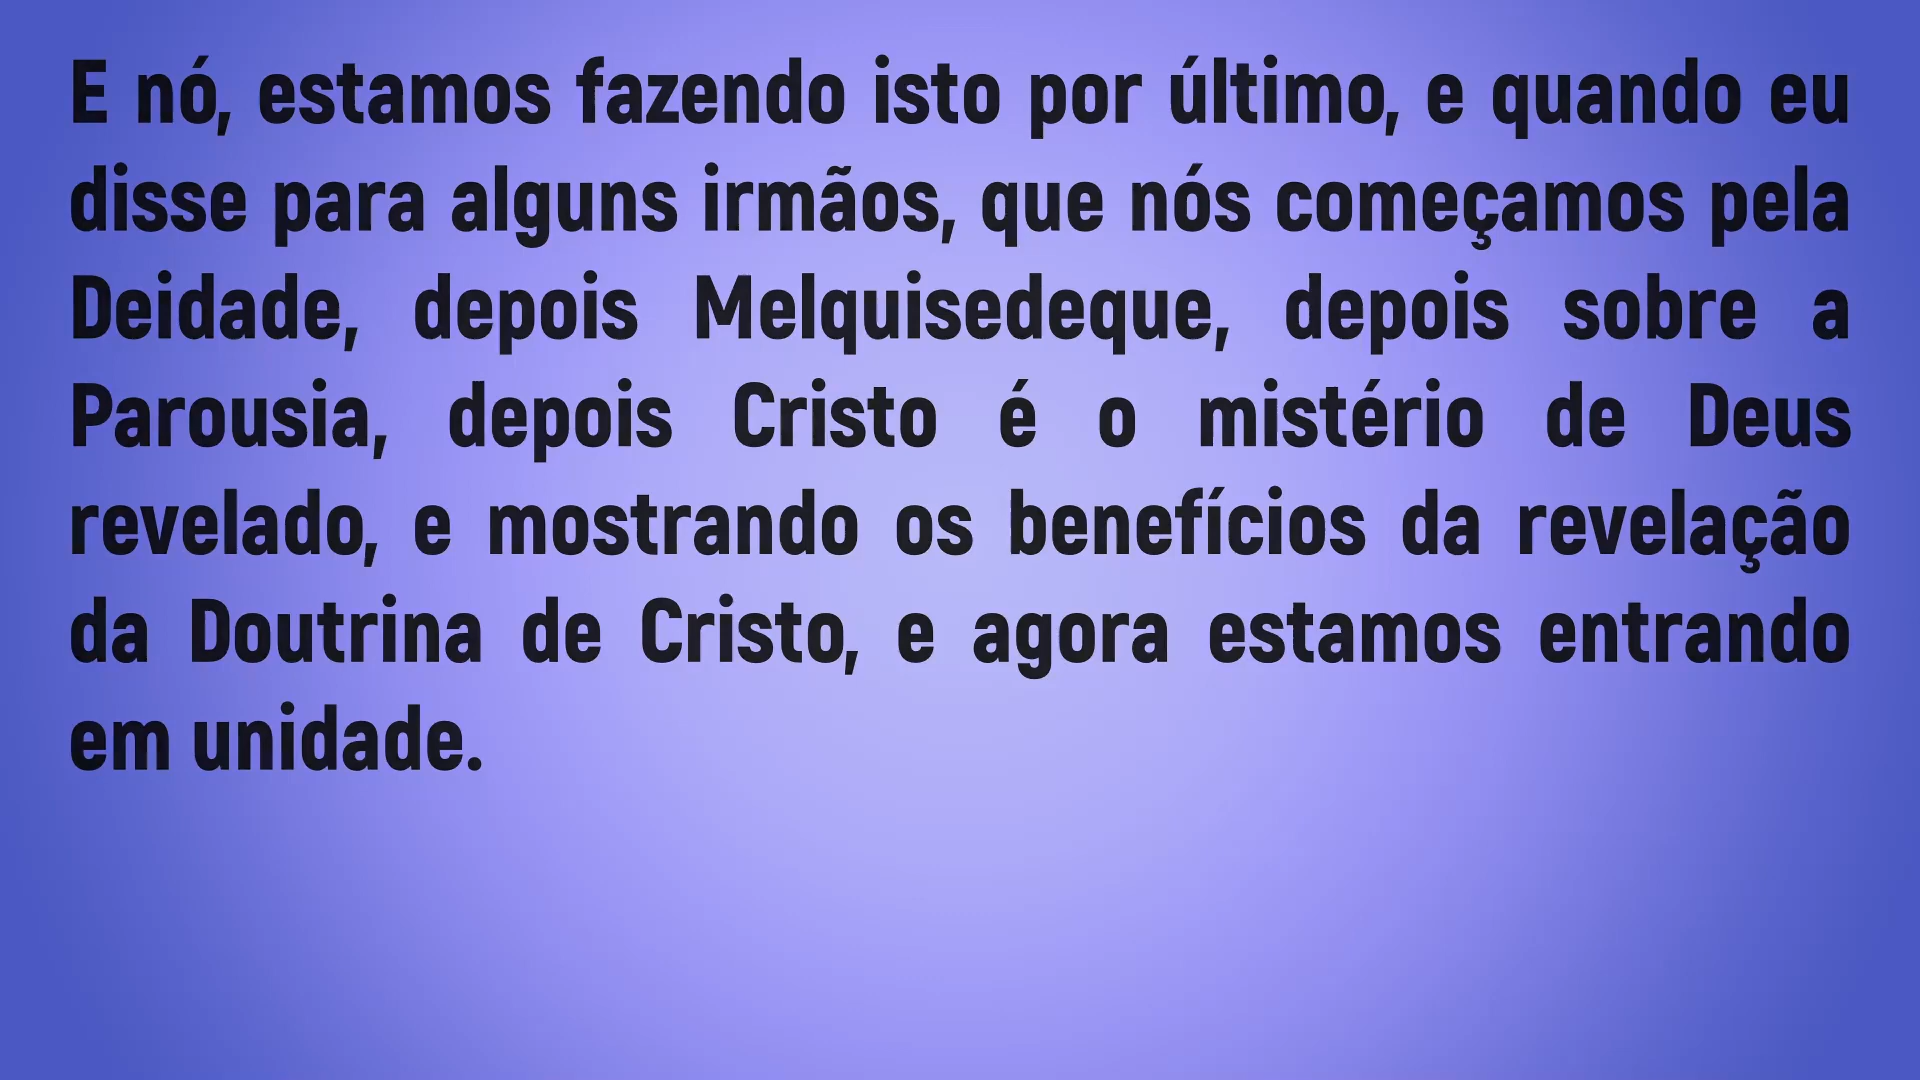 E nó, estamos fazendo isto por último, e quando eu
disse para alguns irmãos, que nós começamos pela
Deidade, depois Melquisedeque, depois sobre a
Parousia, depois Cristo é o mistério de Deus
revelado, e mostrando os benefícios da revelação
da Doutrina de Cristo, e agora estamos entrando
em unidade.